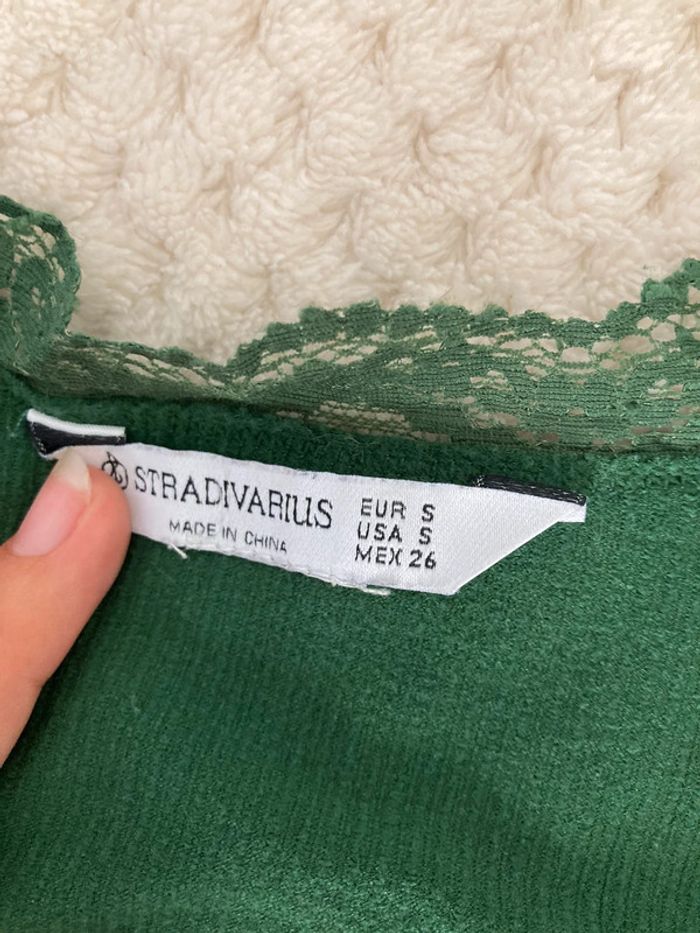 STRADIVARIUS
MADE IN CHINA
EUR S
USA S
MEX 26